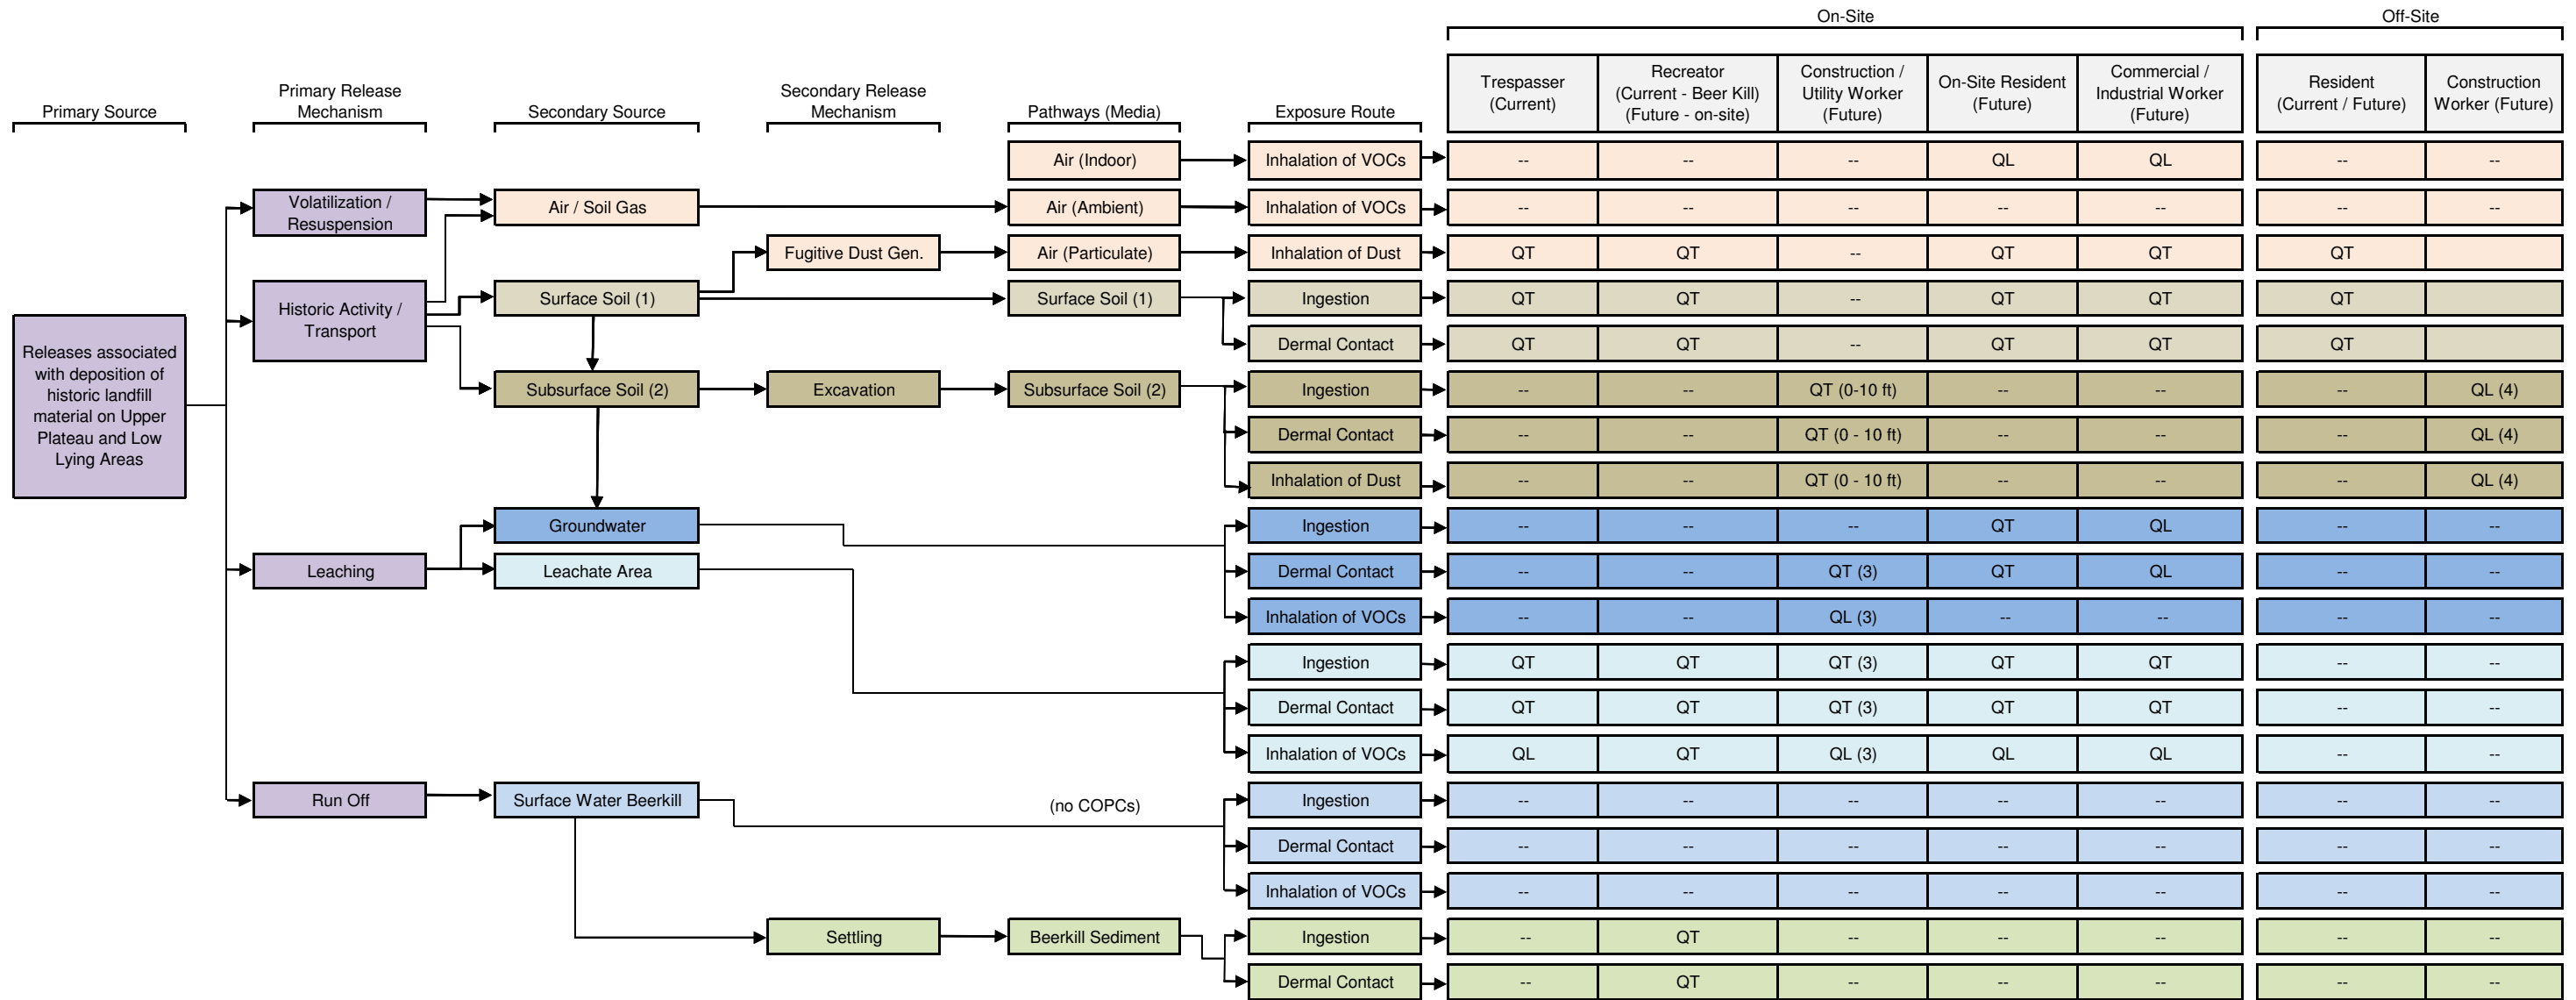 On-Site
Off-Site
Primary Source
Primary Release
Mechanism
Secondary Source
Secondary Release
Mechanism
Pathways (Media)
Exposure Route
Trespasser
(Current)
Recreator
(Current - Beer Kill)
(Future - on-site)
Construction /
Utility Worker
(Future)
On-Site Resident
(Future)
Commercial /
Industrial Worker
(Future)
Resident
(Current / Future)
Construction
Worker (Future)
Air (Indoor) Inhalation of VOCs -- -- -- QL QL -- --
Volatilization /
Resuspension
Air / Soil Gas Air (Ambient) Inhalation of VOCs -- -- -- -- -- -- --
Fugitive Dust Gen. Air (Particulate) Inhalation of Dust QT QT -- QT QT QT
Historic Activity /
Transport
Surface Soil (1) Surface Soil (1) Ingestion QT QT -- QT QT QT
Dermal Contact QT QT -- QT QT QT
Releases associated
with deposition of
historic landfill
material on Upper
Plateau and Low
Lying Areas
Subsurface Soil (2) Excavation Subsurface Soil (2) Ingestion -- -- QT (0-10 ft) -- -- -- QL (4)
Dermal Contact -- -- QT (0 - 10 ft) -- -- -- QL (4)
Inhalation of Dust -- -- QT (0 - 10 ft) -- -- -- QL (4)
Groundwater Ingestion -- -- -- QT QL -- --
Leaching Leachate Area Dermal Contact -- -- QT (3) QT QL -- --
Inhalation of VOCs -- -- QL (3) -- -- -- --
Ingestion QT QT QT (3) QT QT -- --
Dermal Contact QT QT QT (3) QT QT -- --
Inhalation of VOCs QL QT QL (3) QL QL -- --
Run Off Surface Water Beerkill (no COPCs) Ingestion -- -- -- -- -- -- --
Dermal Contact -- -- -- -- -- -- --
Inhalation of VOCs -- -- -- -- -- -- --
Settling Beerkill Sediment Ingestion -- QT -- -- -- -- --
Dermal Contact -- QT -- -- -- -- --